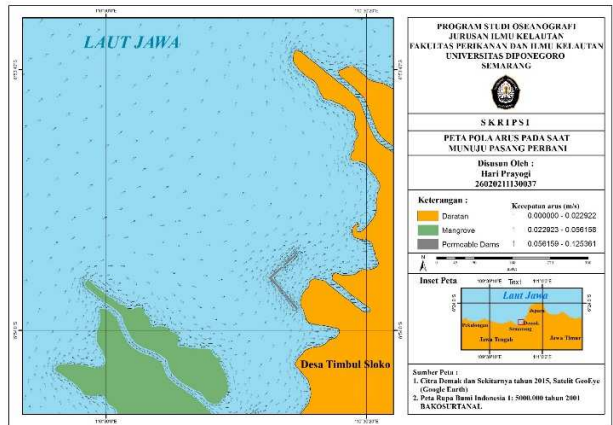 LAUT JAWA
Desa Timbul Sloko
PROGRAM STUDI OSEANOGRAFI
JURUSAN ILMU KELAUTAN
FAKULTAS PERIKANAN DAN ILMU KELAUTAN
UNIVERSITAS DIPONEGORO
SEMARANG
SKRIPSI
PETA POLA ARUS PADA SAAT
MUNUJU PASANG PERBANI
Disusun Oleh :
Hari Prayogi
26020211130037
Keterangan :
Kecepatan arus (m/s)
Daratan
0.000000 - 0.022922
Mangrove
0.022923 - 0.056158
Permeable Dams
0.056159 - 0.125361
N
Inset Peta
Laut Jawa
Jepara
Pekalongan
Demak
Semarang
Jawa Tengah
Jawa Timur
Sumber Peta :
1. Citra Demak dan Sekitarnya tahun 2015, Satelit GeoEye
(Google Earth)
2. Peta Rupa Bumi Indonesia 1: 5000.000 tahun 2001
BAKOSURTANAL